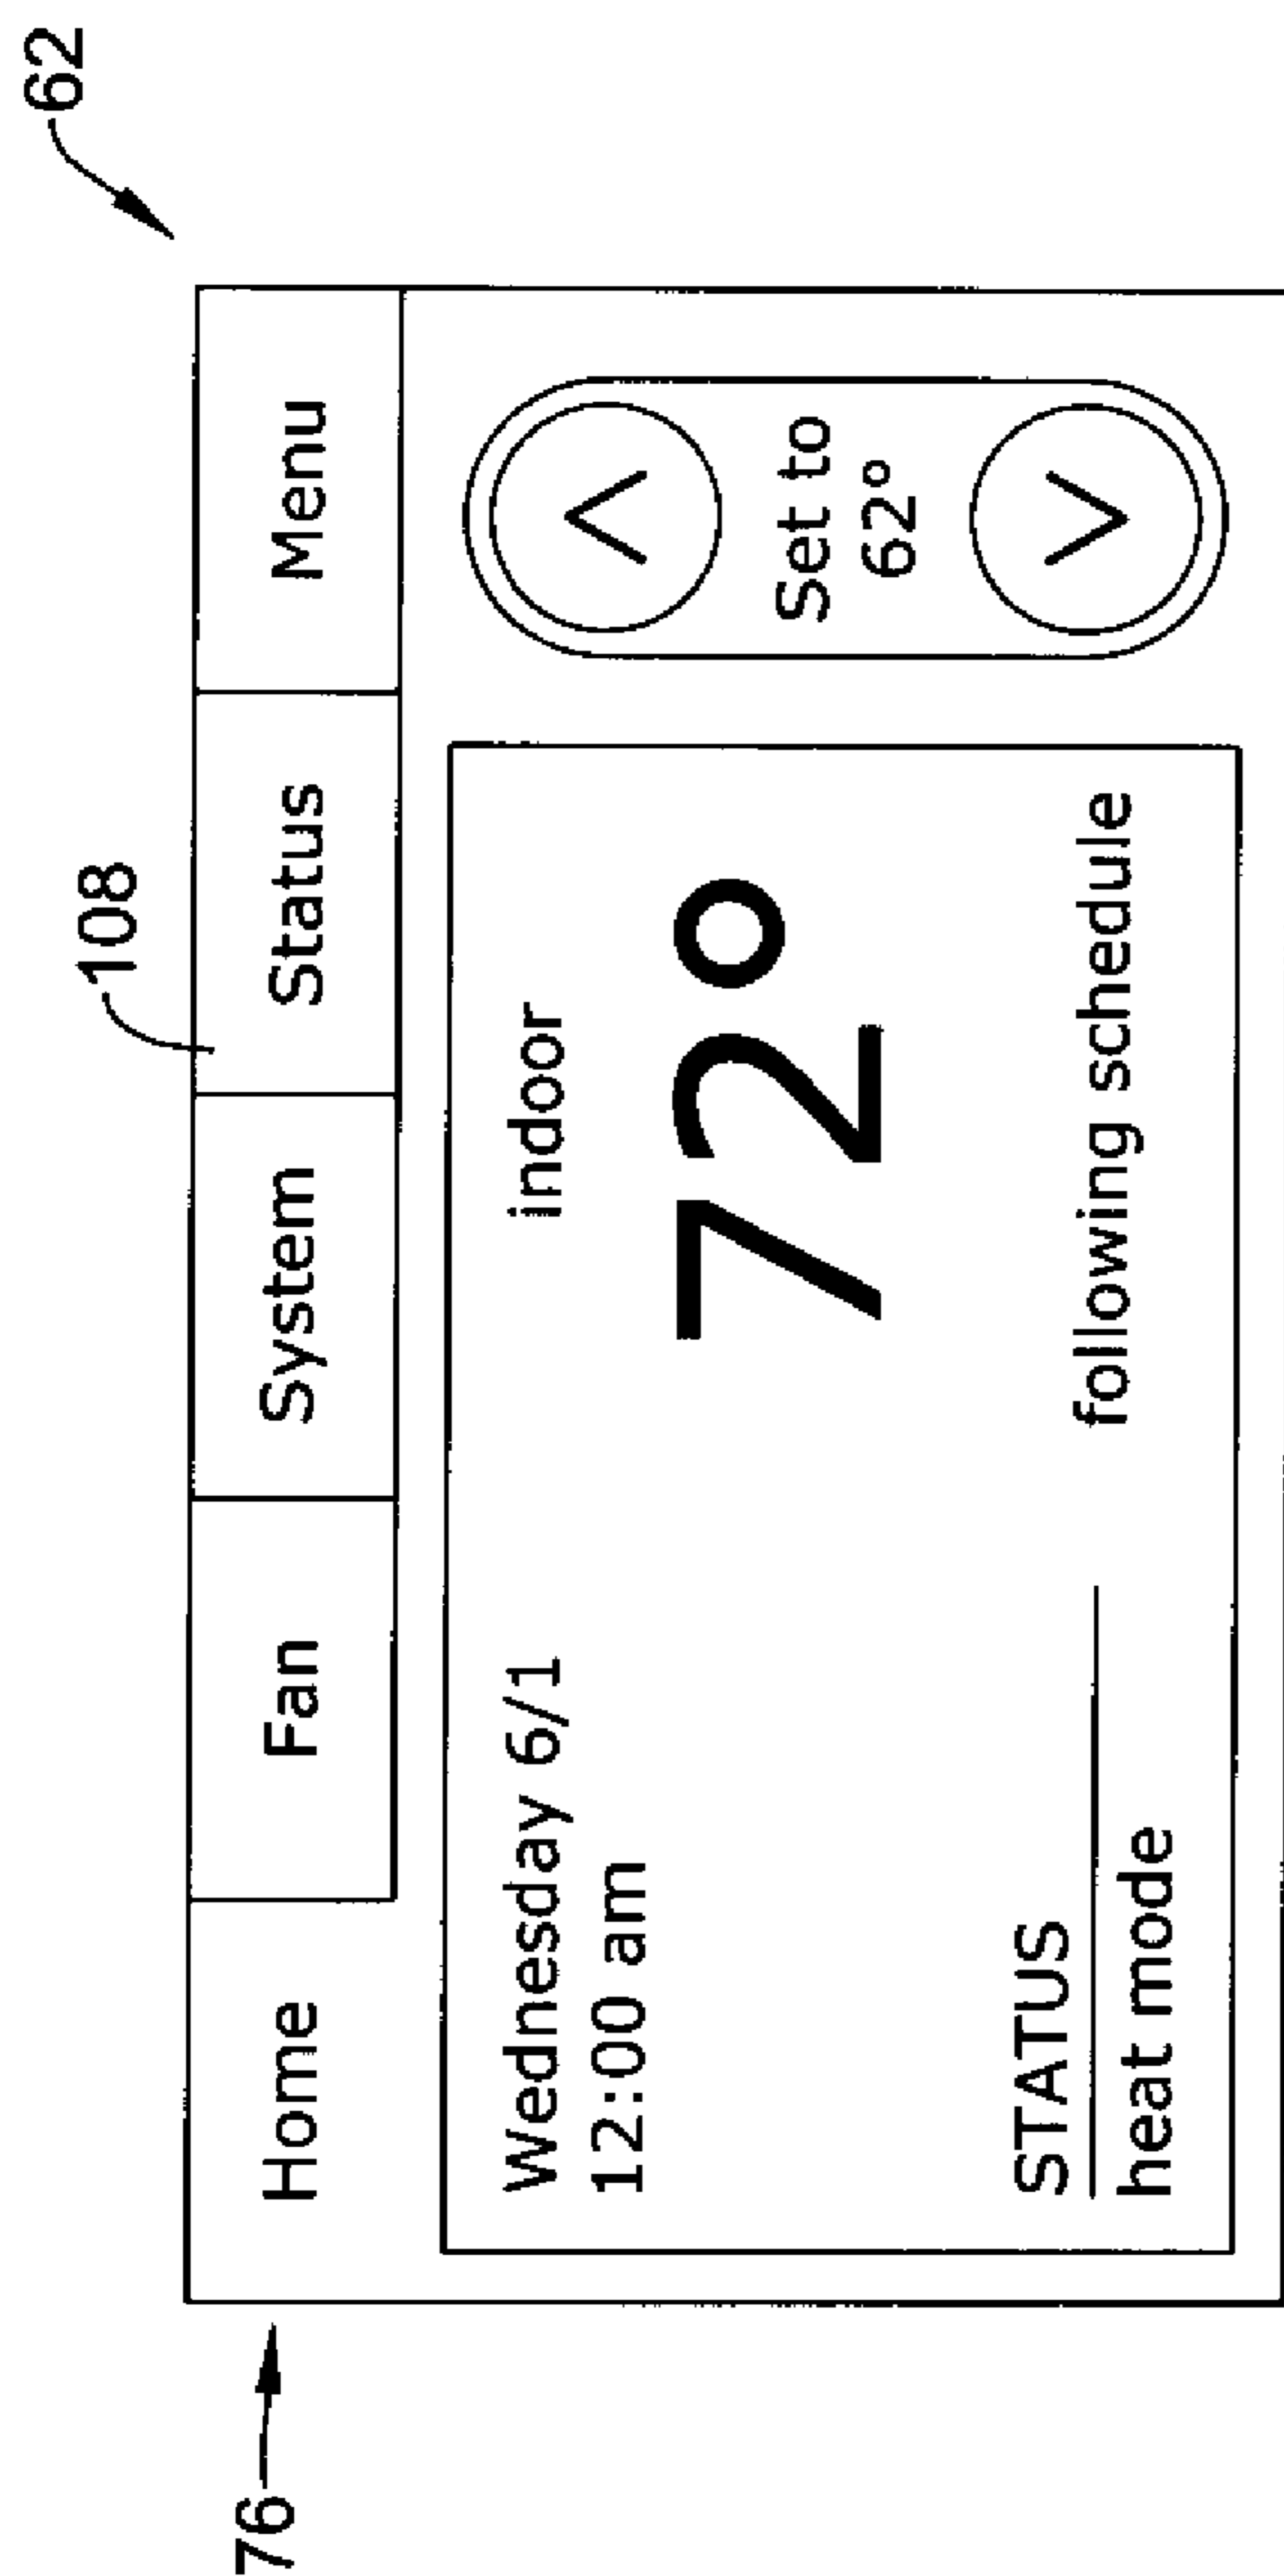 62
108
76
Home Fan System Status Menu
Wednesday 6/1
12:00 am
indoor
72°
STATUS
heat mode
following schedule
Set to
62°